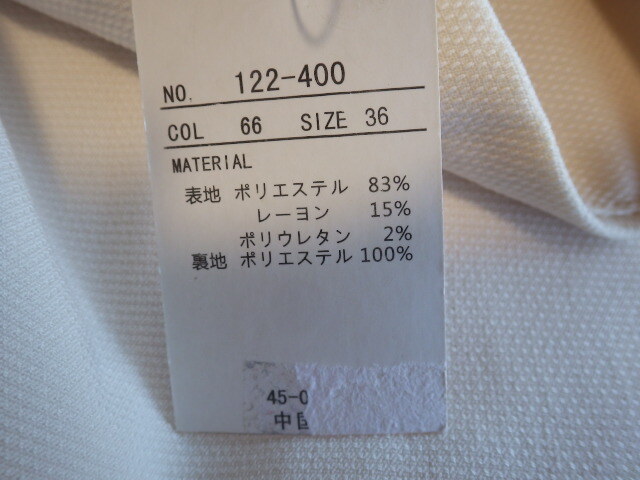 NO. 122-400
COL 66 SIZE 36
MATERIAL
表地 ポリエステル 83%
レーヨン 15%
ポリウレタン 2%
裏地 ポリエステル 100%
45-0
中